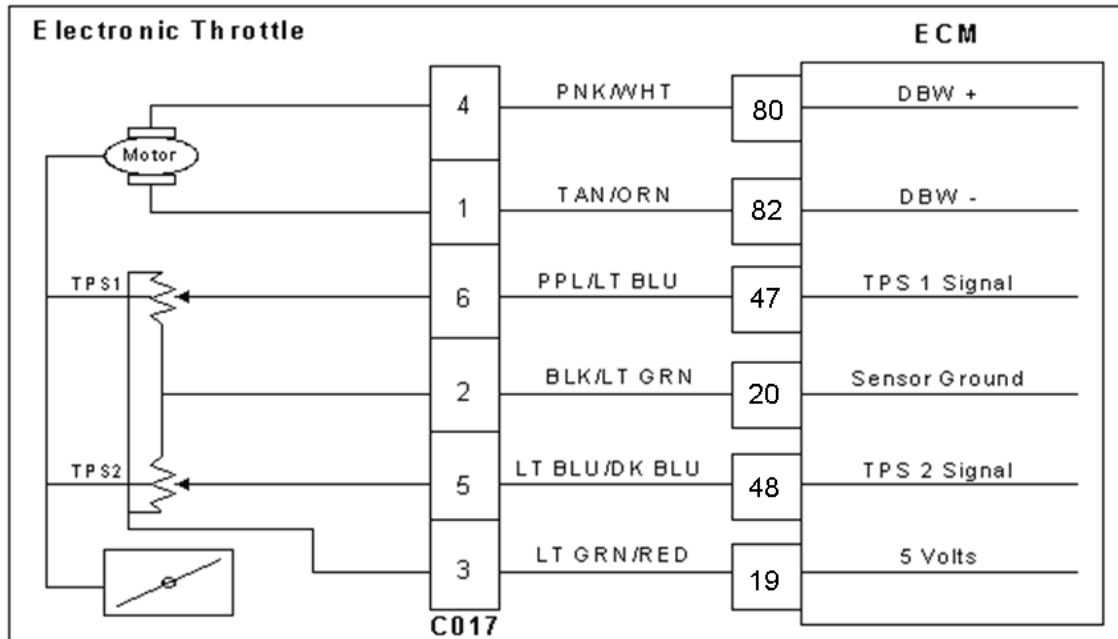 Electronic Throttle
ECM
4 PNK/WHT 80 DBW +
Motor
1 TAN/ORN 82 DBW -
TPS1 6 PPL/LT BLU 47 TPS 1 Signal
2 BLK/LT GRN 20 Sensor Ground
TPS2 5 LT BLU/DK BLU 48 TPS 2 Signal
3 LT GRN/RED 19 5 Volts
C017